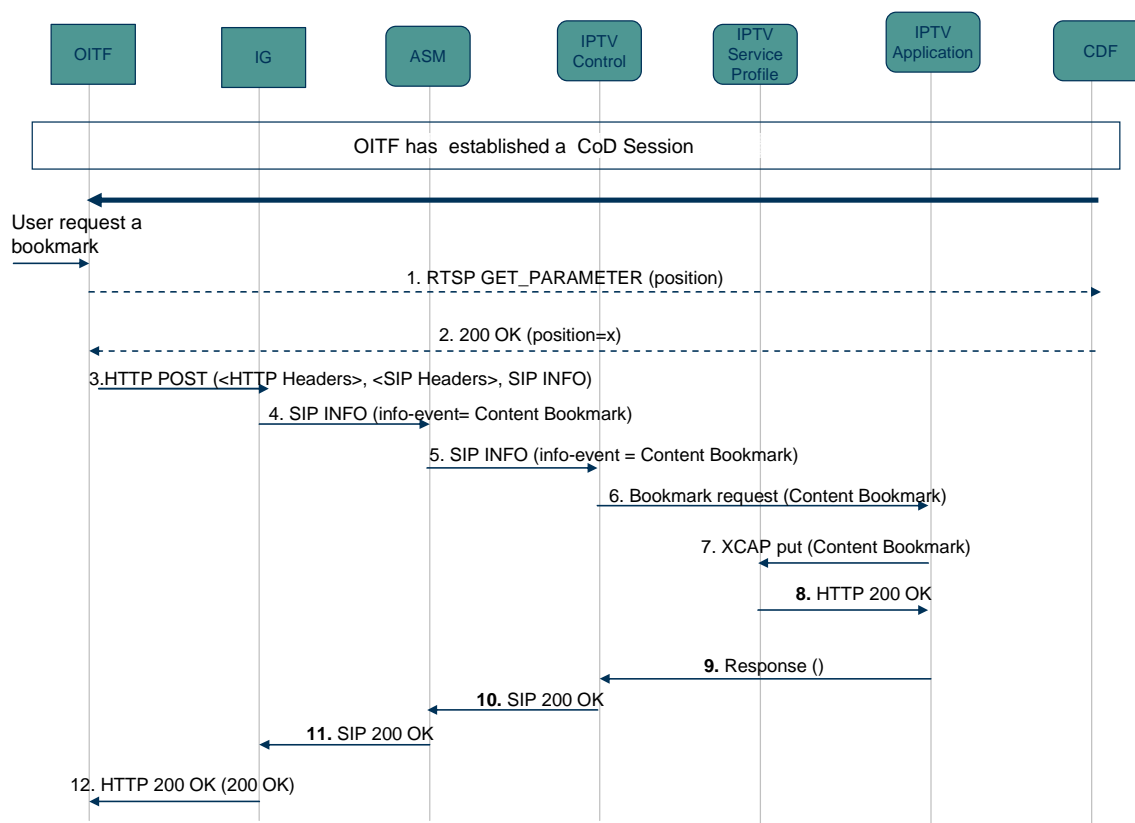 OITF
IG
ASM
IPTV
Control
IPTV
Service
Profile
IPTV
Application
CDF
OITF has established a CoD Session
User request a
bookmark
1. RTSP GET_PARAMETER (position)
2. 200 OK (position=x)
3.HTTP POST (<HTTP Headers>, <SIP Headers>, SIP INFO)
4. SIP INFO (info-event= Content Bookmark)
5. SIP INFO (info-event = Content Bookmark)
6. Bookmark request (Content Bookmark)
7. XCAP put (Content Bookmark)
8. HTTP 200 OK
9. Response ()
10. SIP 200 OK
11. SIP 200 OK
12. HTTP 200 OK (200 OK)